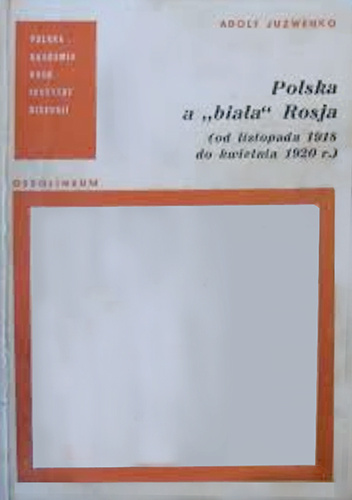 ADOLF JUZWENKO
POLSKA
AKADEMIA
NAUK
INSTYTUT
HISTORII
Polska
a „biała“ Rosja
(od listopada 1918
do kwietnia 1920 r.)
OSSOLINEUM